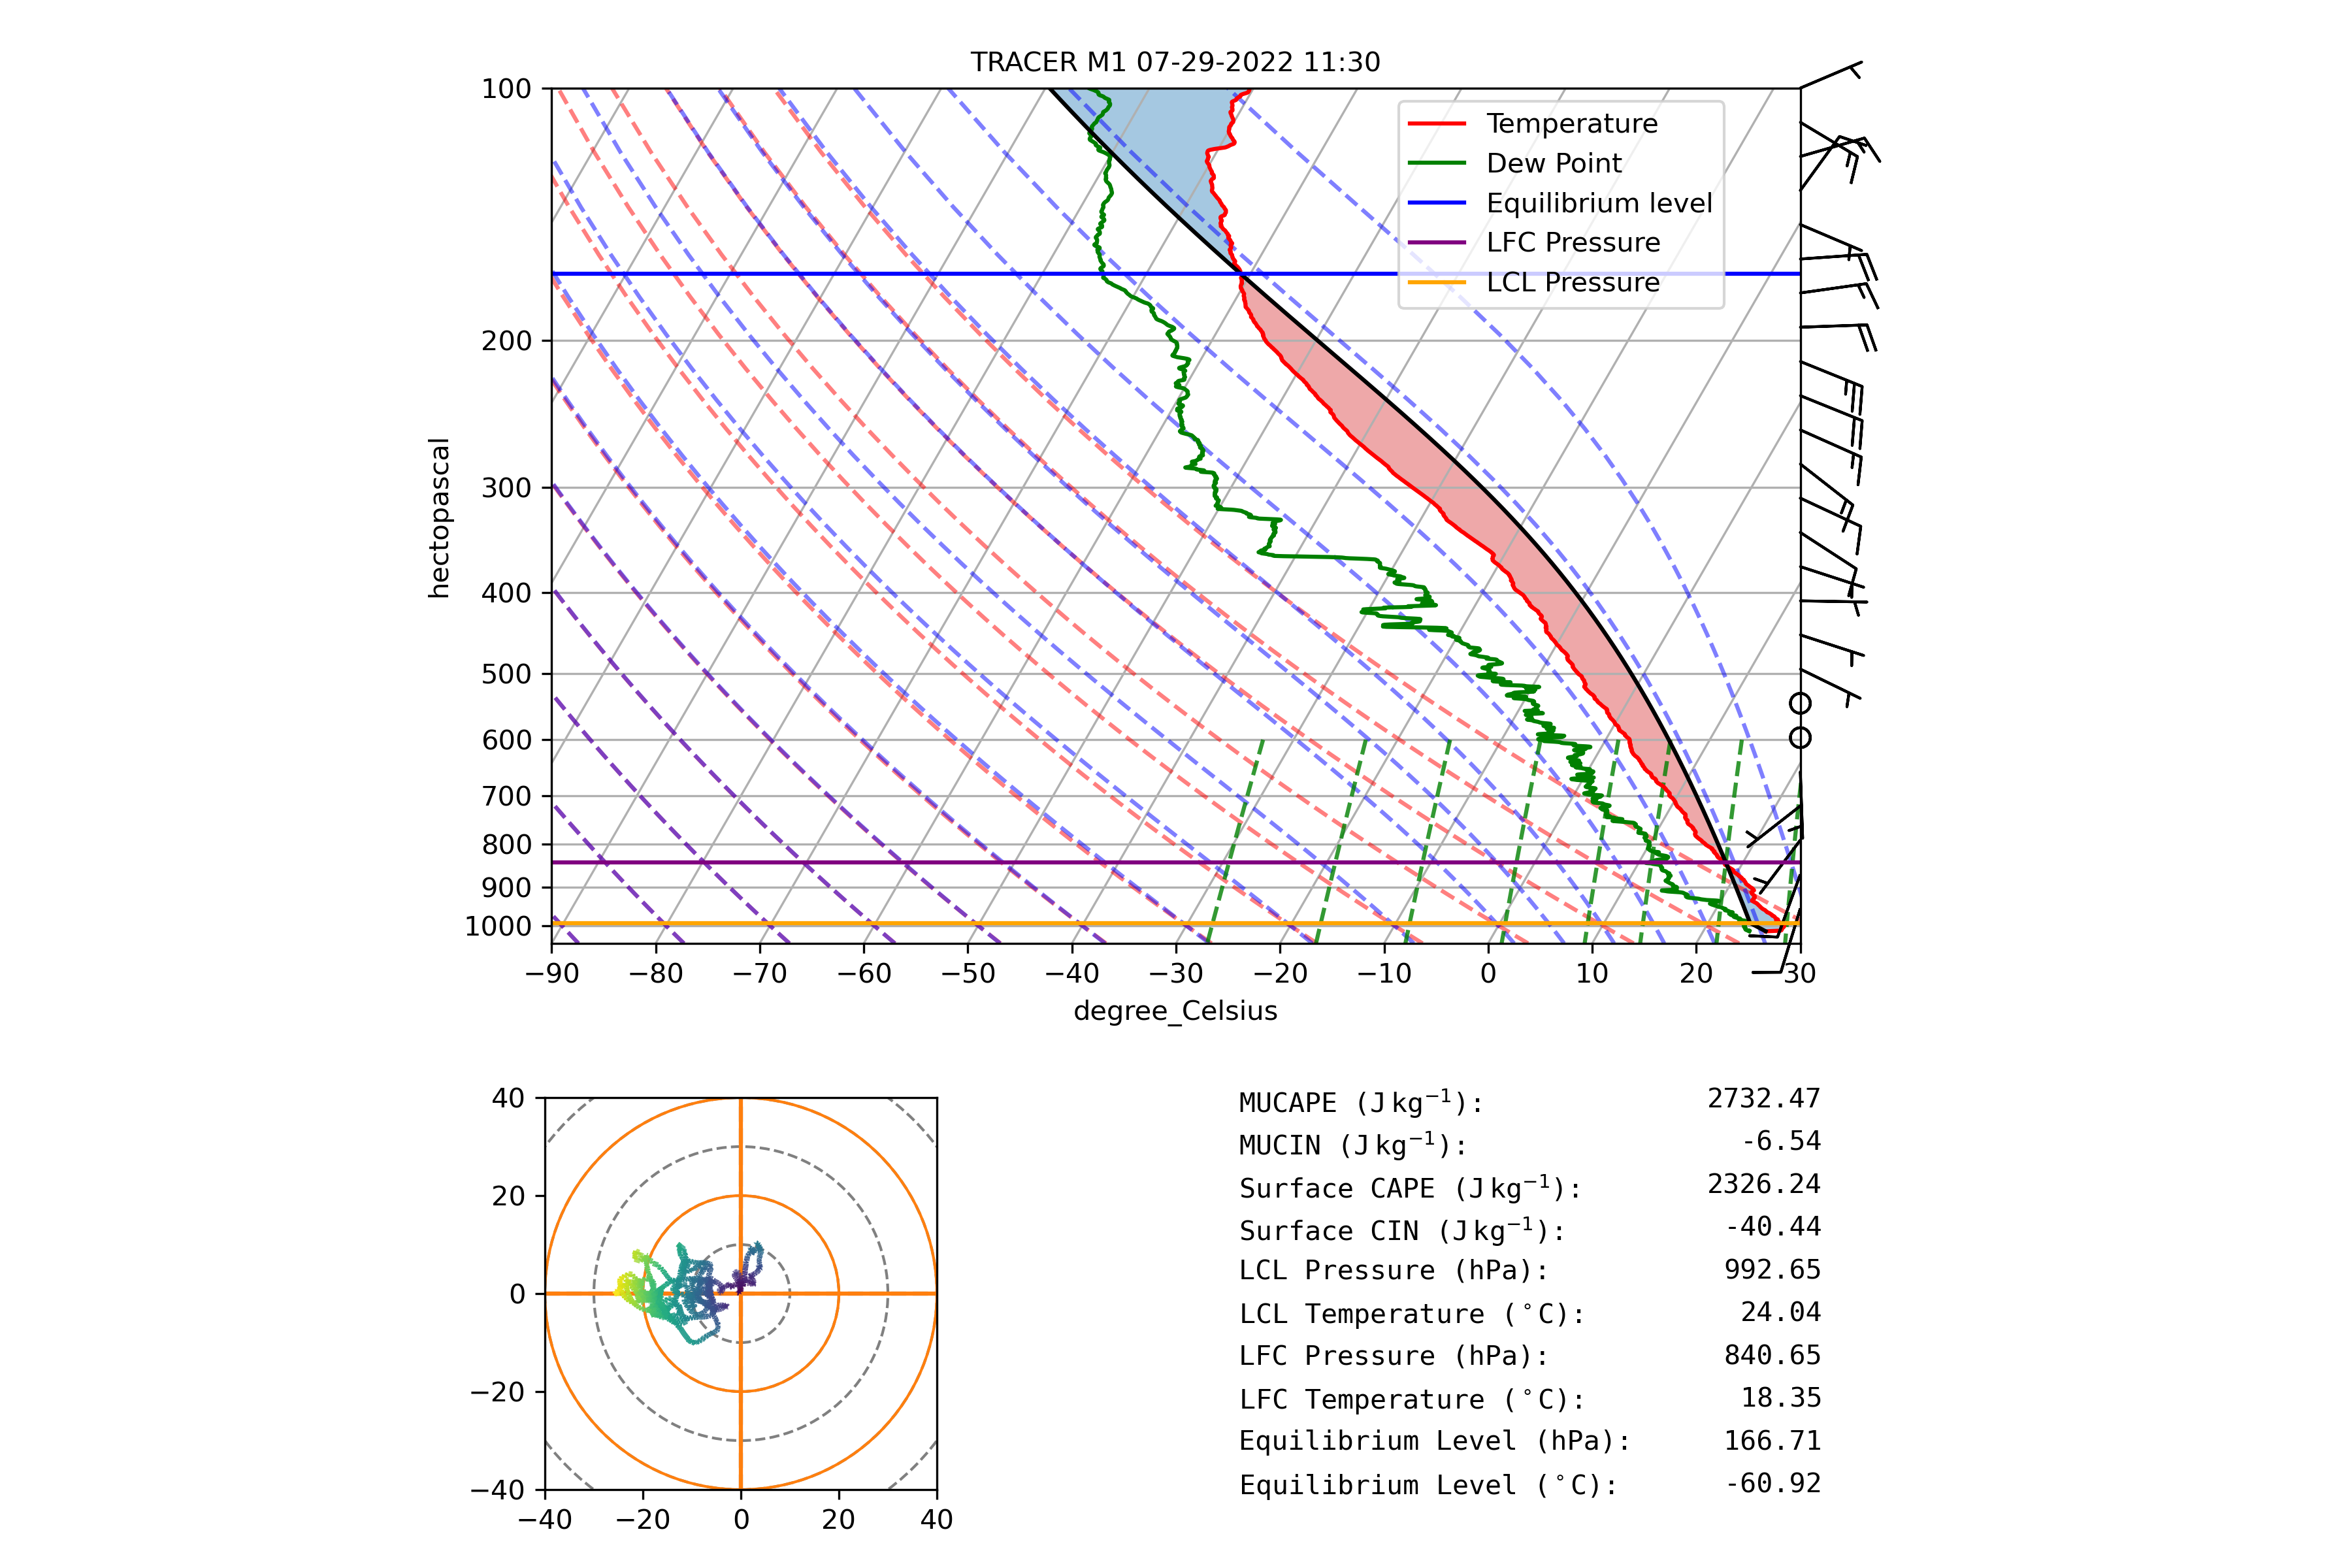 TRACER M1 07-29-2022 11:30
100
200
300
400
500
600
700
800
900
1000
hectopascal
Temperature
Dew Point
Equilibrium level
LFC Pressure
LCL Pressure
−90 −80 −70 −60 −50 −40 −30 −20 −10 0 10 20 30
degree_Celsius
40
20
0
−20
−40
−40 −20 0 20 40
MUCAPE (J kg⁻¹): 2732.47
MUCIN (J kg⁻¹): -6.54
Surface CAPE (J kg⁻¹): 2326.24
Surface CIN (J kg⁻¹): -40.44
LCL Pressure (hPa): 992.65
LCL Temperature (°C): 24.04
LFC Pressure (hPa): 840.65
LFC Temperature (°C): 18.35
Equilibrium Level (hPa): 166.71
Equilibrium Level (°C): -60.92